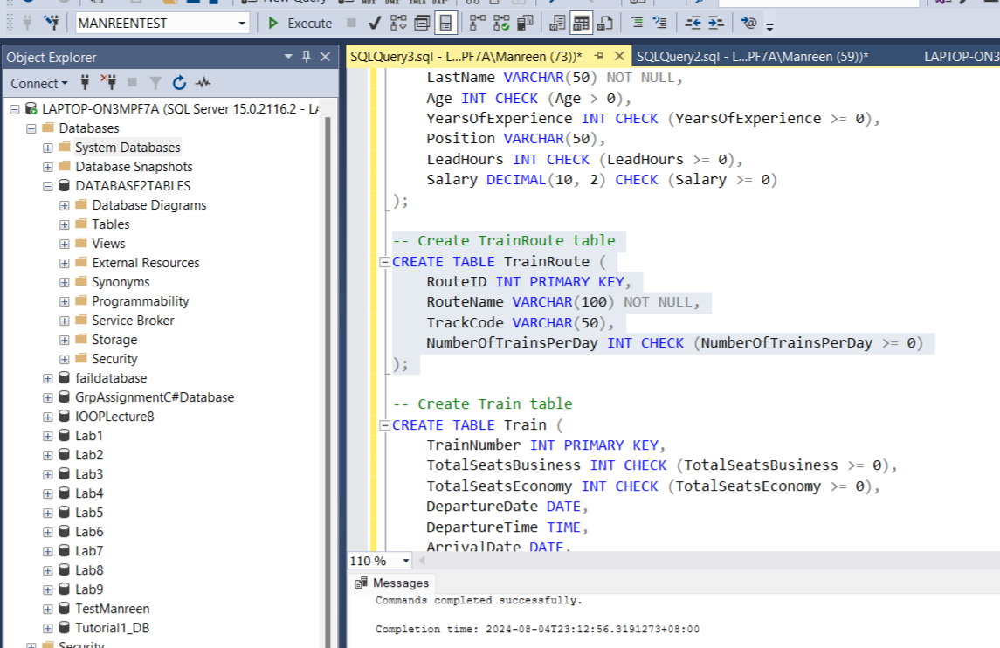 New Query
MDX DMX XMLA DAX
MANREENTEST
Execute
Object Explorer
Connect
LAPTOP-ON3MPF7A (SQL Server 15.0.2116.2 - LA
Databases
System Databases
Database Snapshots
DATABASE2TABLES
Database Diagrams
Tables
Views
External Resources
Synonyms
Programmability
Service Broker
Storage
Security
faildatabase
GrpAssignmentC#Database
IOOPLecture8
Lab1
Lab2
Lab3
Lab4
Lab5
Lab6
Lab7
Lab8
Lab9
TestManreen
Tutorial1_DB
Security
SQLQuery3.sql - L...PF7A\Manreen (73))*
SQLQuery2.sql - L...PF7A\Manreen (59))*
LAPTOP-ON3
LastName VARCHAR(50) NOT NULL,
Age INT CHECK (Age > 0),
YearsOfExperience INT CHECK (YearsOfExperience >= 0),
Position VARCHAR(50),
LeadHours INT CHECK (LeadHours >= 0),
Salary DECIMAL(10, 2) CHECK (Salary >= 0)
);
-- Create TrainRoute table
CREATE TABLE TrainRoute (
RouteID INT PRIMARY KEY,
RouteName VARCHAR(100) NOT NULL,
TrackCode VARCHAR(50),
NumberOfTrainsPerDay INT CHECK (NumberOfTrainsPerDay >= 0)
);
-- Create Train table
CREATE TABLE Train (
TrainNumber INT PRIMARY KEY,
TotalSeatsBusiness INT CHECK (TotalSeatsBusiness >= 0),
TotalSeatsEconomy INT CHECK (TotalSeatsEconomy >= 0),
DepartureDate DATE,
DepartureTime TIME,
ArrivalDate DATE,
110 %
Messages
Commands completed successfully.
Completion time: 2024-08-04T23:12:56.3191273+08:00